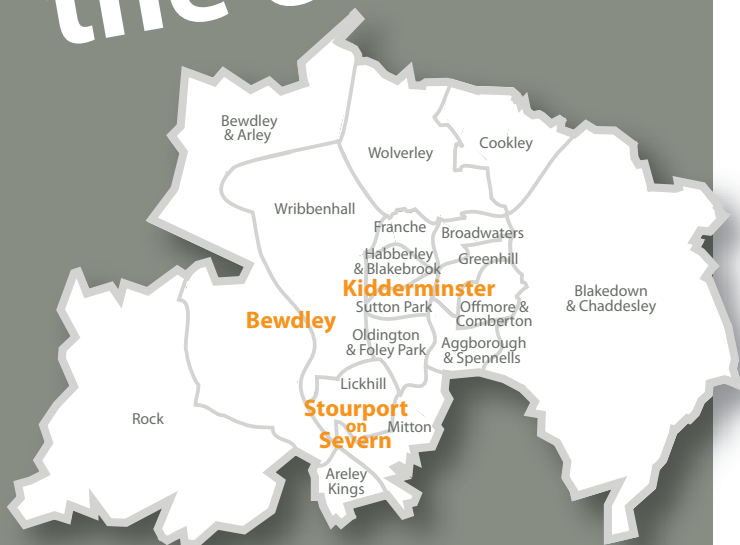 the
Bewdley
& Arley
Wolverley
Cookley
Wribbenhall
Franche
Broadwaters
Habberley
& Blakebrook
Greenhill
Kidderminster
Blakedown
& Chaddesley
Sutton Park
Offmore &
Comberton
Bewdley
Oldington
& Foley Park
Aggborough
& Spennells
Lickhill
Stourport
on
Severn
Mitton
Rock
Areley
Kings